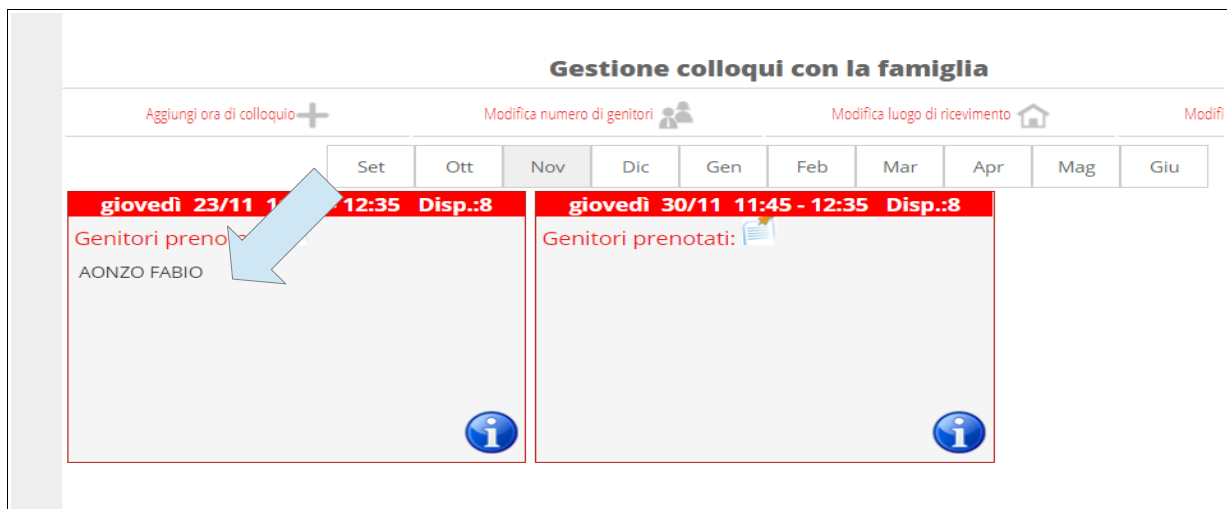 Gestione colloqui con la famiglia
Aggiungi ora di colloquio Modifica numero di genitori Modifica luogo di ricevimento Modifi
Set Ott Nov Dic Gen Feb Mar Apr Mag Giu
giovedì 23/11 - 12:35 Disp.:8
Genitori
AONZO FABIO
giovedì 30/11 11:45 - 12:35 Disp.:8
Genitori prenotati: